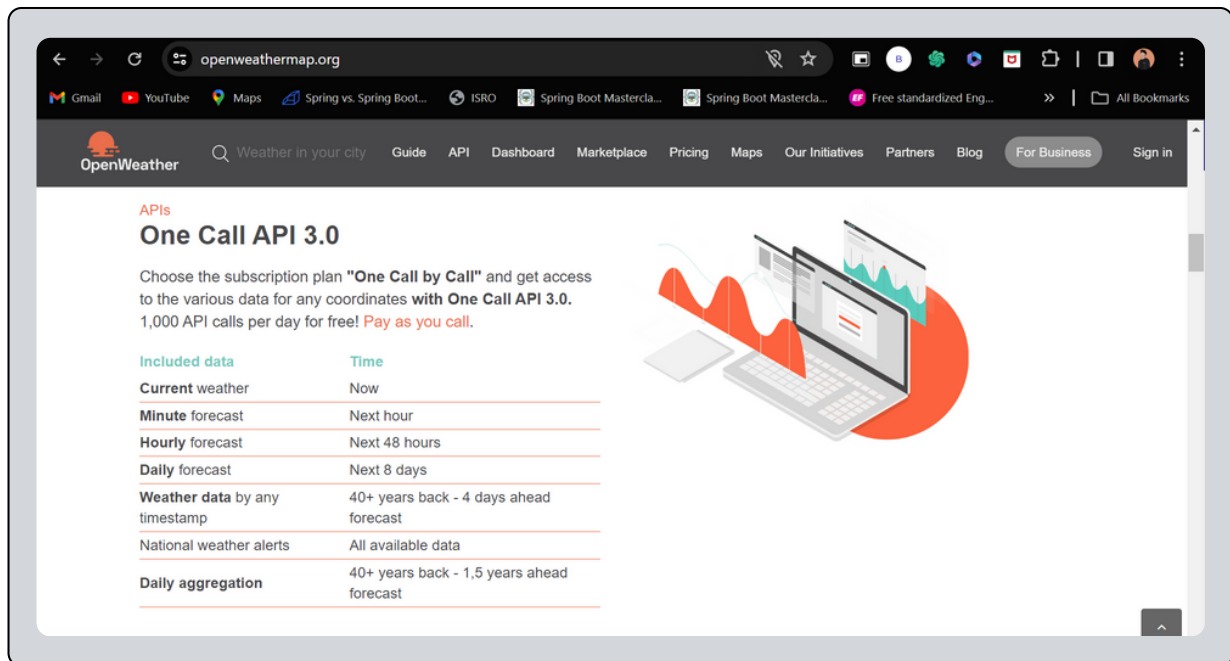 openweathermap.org
B
Gmail YouTube Maps Spring vs. Spring Boot... ISRO Spring Boot Mastercla... Spring Boot Mastercla... EF Free standardized Eng... » All Bookmarks
OpenWeather Weather in your city Guide API Dashboard Marketplace Pricing Maps Our Initiatives Partners Blog For Business Sign in
APIs
One Call API 3.0
Choose the subscription plan "One Call by Call" and get access
to the various data for any coordinates with One Call API 3.0.
1,000 API calls per day for free! Pay as you call.
Included data Time
Current weather Now
Minute forecast Next hour
Hourly forecast Next 48 hours
Daily forecast Next 8 days
Weather data by any 40+ years back - 4 days ahead
timestamp forecast
National weather alerts All available data
Daily aggregation 40+ years back - 1,5 years ahead
forecast